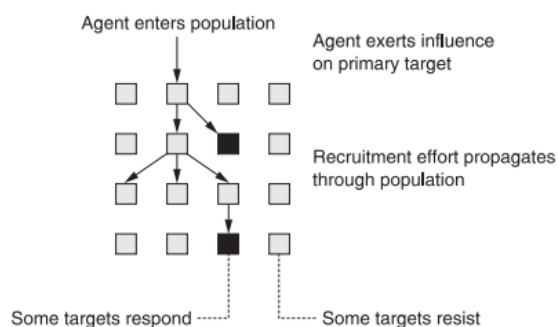 Agent enters population
Agent exerts influence
on primary target
Recruitment effort propagates
through population
Some targets respond
Some targets resist